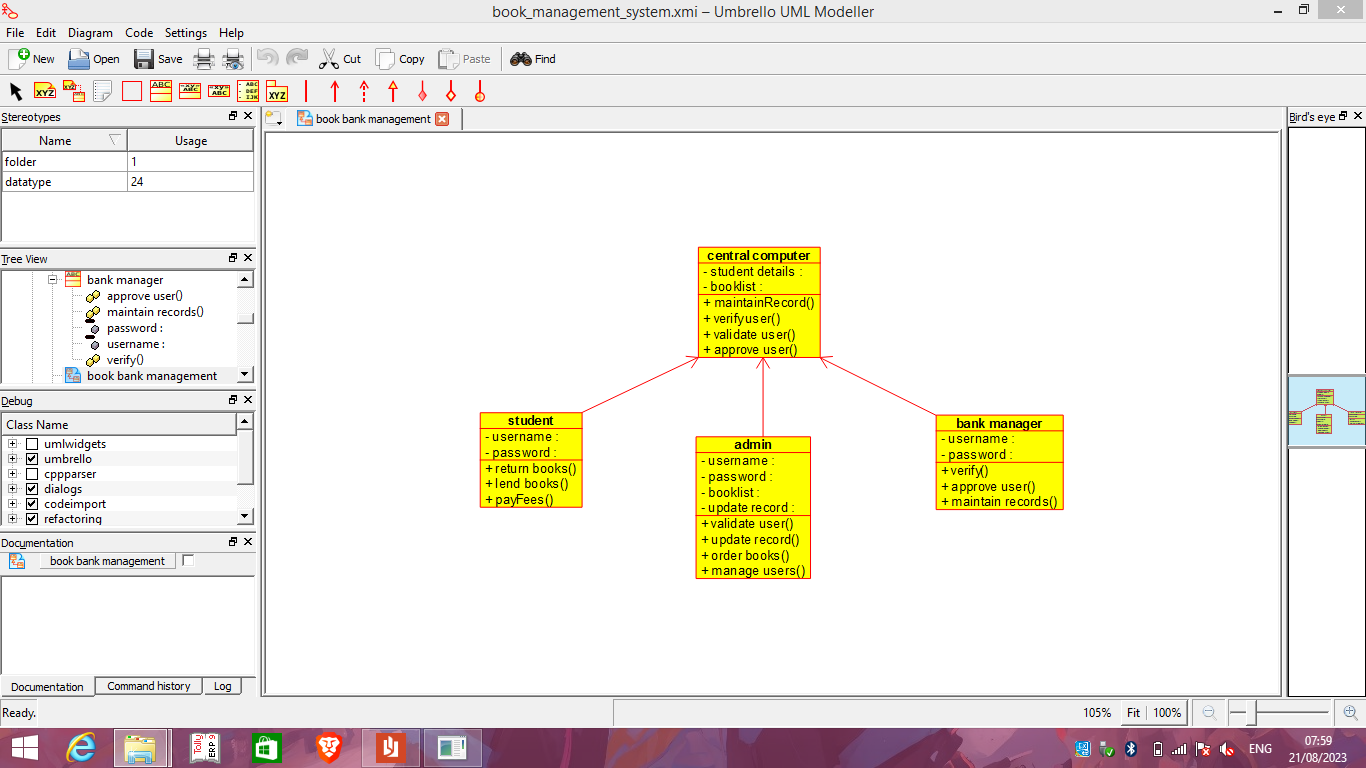 book_management_system.xmi – Umbrello UML Modeller
File Edit Diagram Code Settings Help
New Open Save Cut Copy Paste Find
Stereotypes
Name Usage
folder 1
datatype 24
Tree View
bank manager
approve user()
maintain records()
password :
username :
verify()
book bank management
Debug
Class Name
umlwidgets
umbrello
cppparser
dialogs
codeimport
refactoring
Documentation
book bank management
Documentation Command history Log
Ready.
book bank management
central computer
- student details :
- booklist :
+ maintainRecord()
+ verifyuser()
+ validate user()
+ approve user()
student
- username :
- password :
+ return books()
+ lend books()
+ payFees()
admin
- username :
- password :
- booklist :
- update record :
+ validate user()
+ update record()
+ order books()
+ manage users()
bank manager
- username :
- password :
+ verify()
+ approve user()
+ maintain records()
Bird's eye
105% Fit 100%
ENG
07:59
21/08/2023